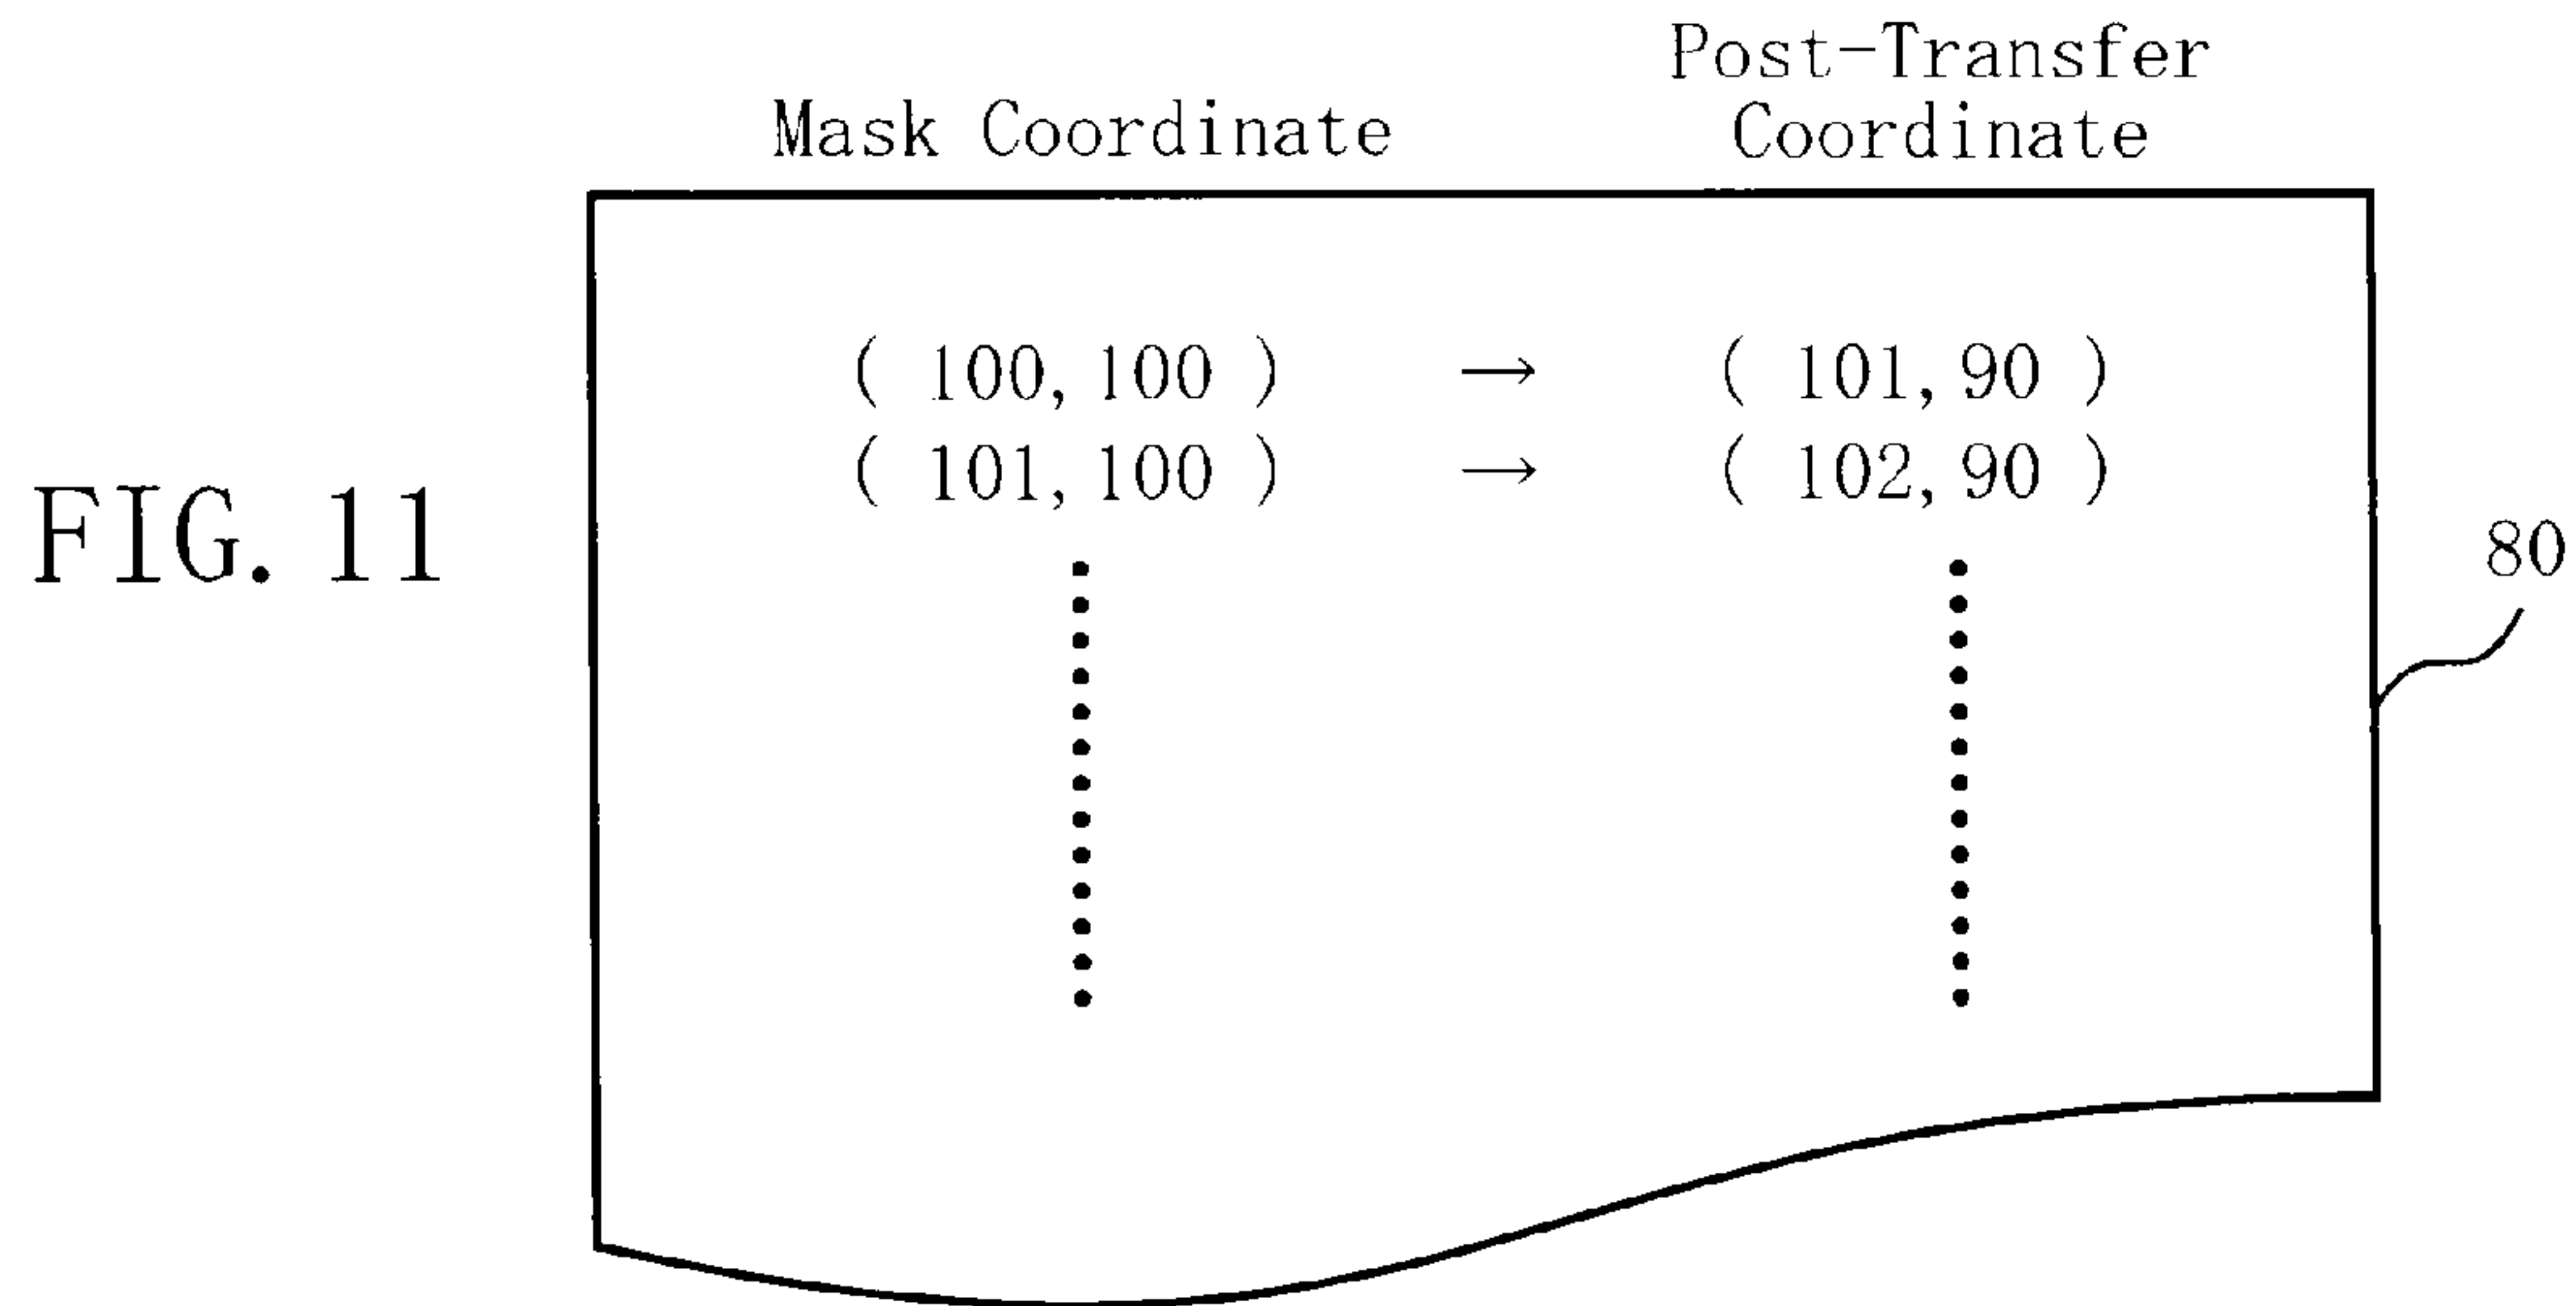 Post-Transfer
Mask Coordinate Coordinate
( 100, 100 ) → ( 101, 90 )
( 101, 100 ) → ( 102, 90 )
FIG. 11
80